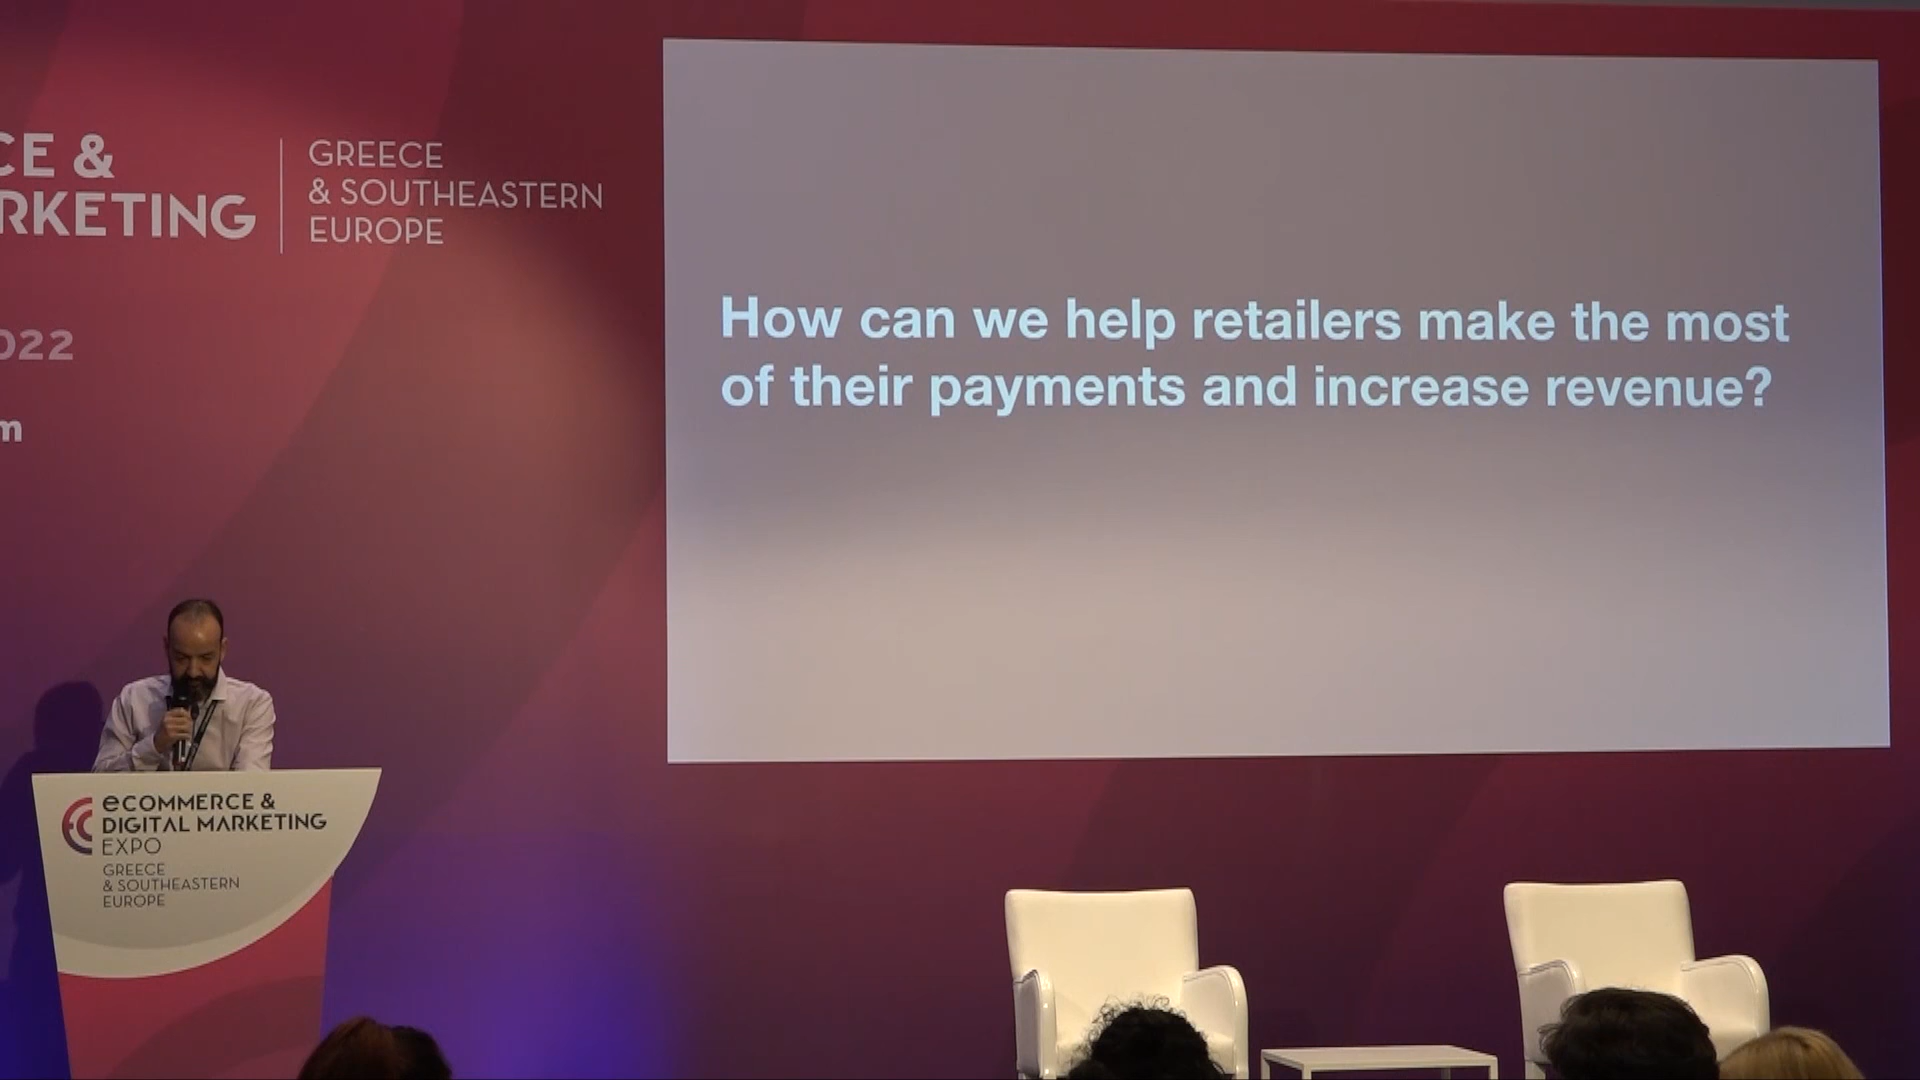 CE &
RKETING
GREECE
& SOUTHEASTERN
EUROPE
022
m
How can we help retailers make the most
of their payments and increase revenue?
eCOMMERCE &
DIGITAL MARKETING
EXPO
GREECE
& SOUTHEASTERN
EUROPE